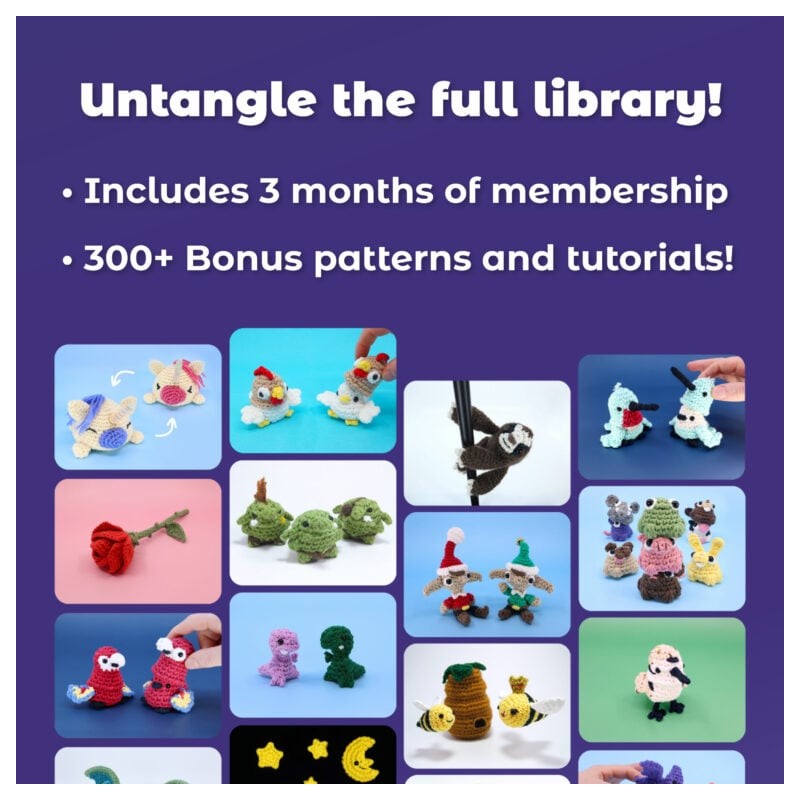 Untangle the full library!
• Includes 3 months of membership
• 300+ Bonus patterns and tutorials!